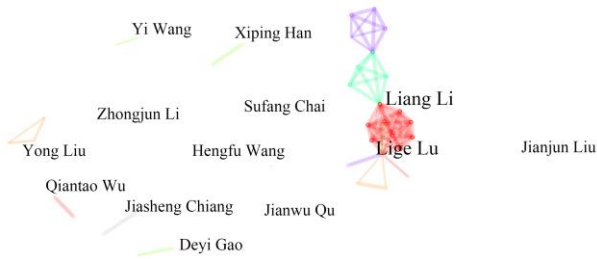 Yi Wang
Xiping Han
Liang Li
Sufang Chai
Zhongjun Li
Lige Lu
Jianjun Liu
Yong Liu
Hengfu Wang
Qiantao Wu
Jiasheng Chiang
Jianwu Qu
Deyi Gao